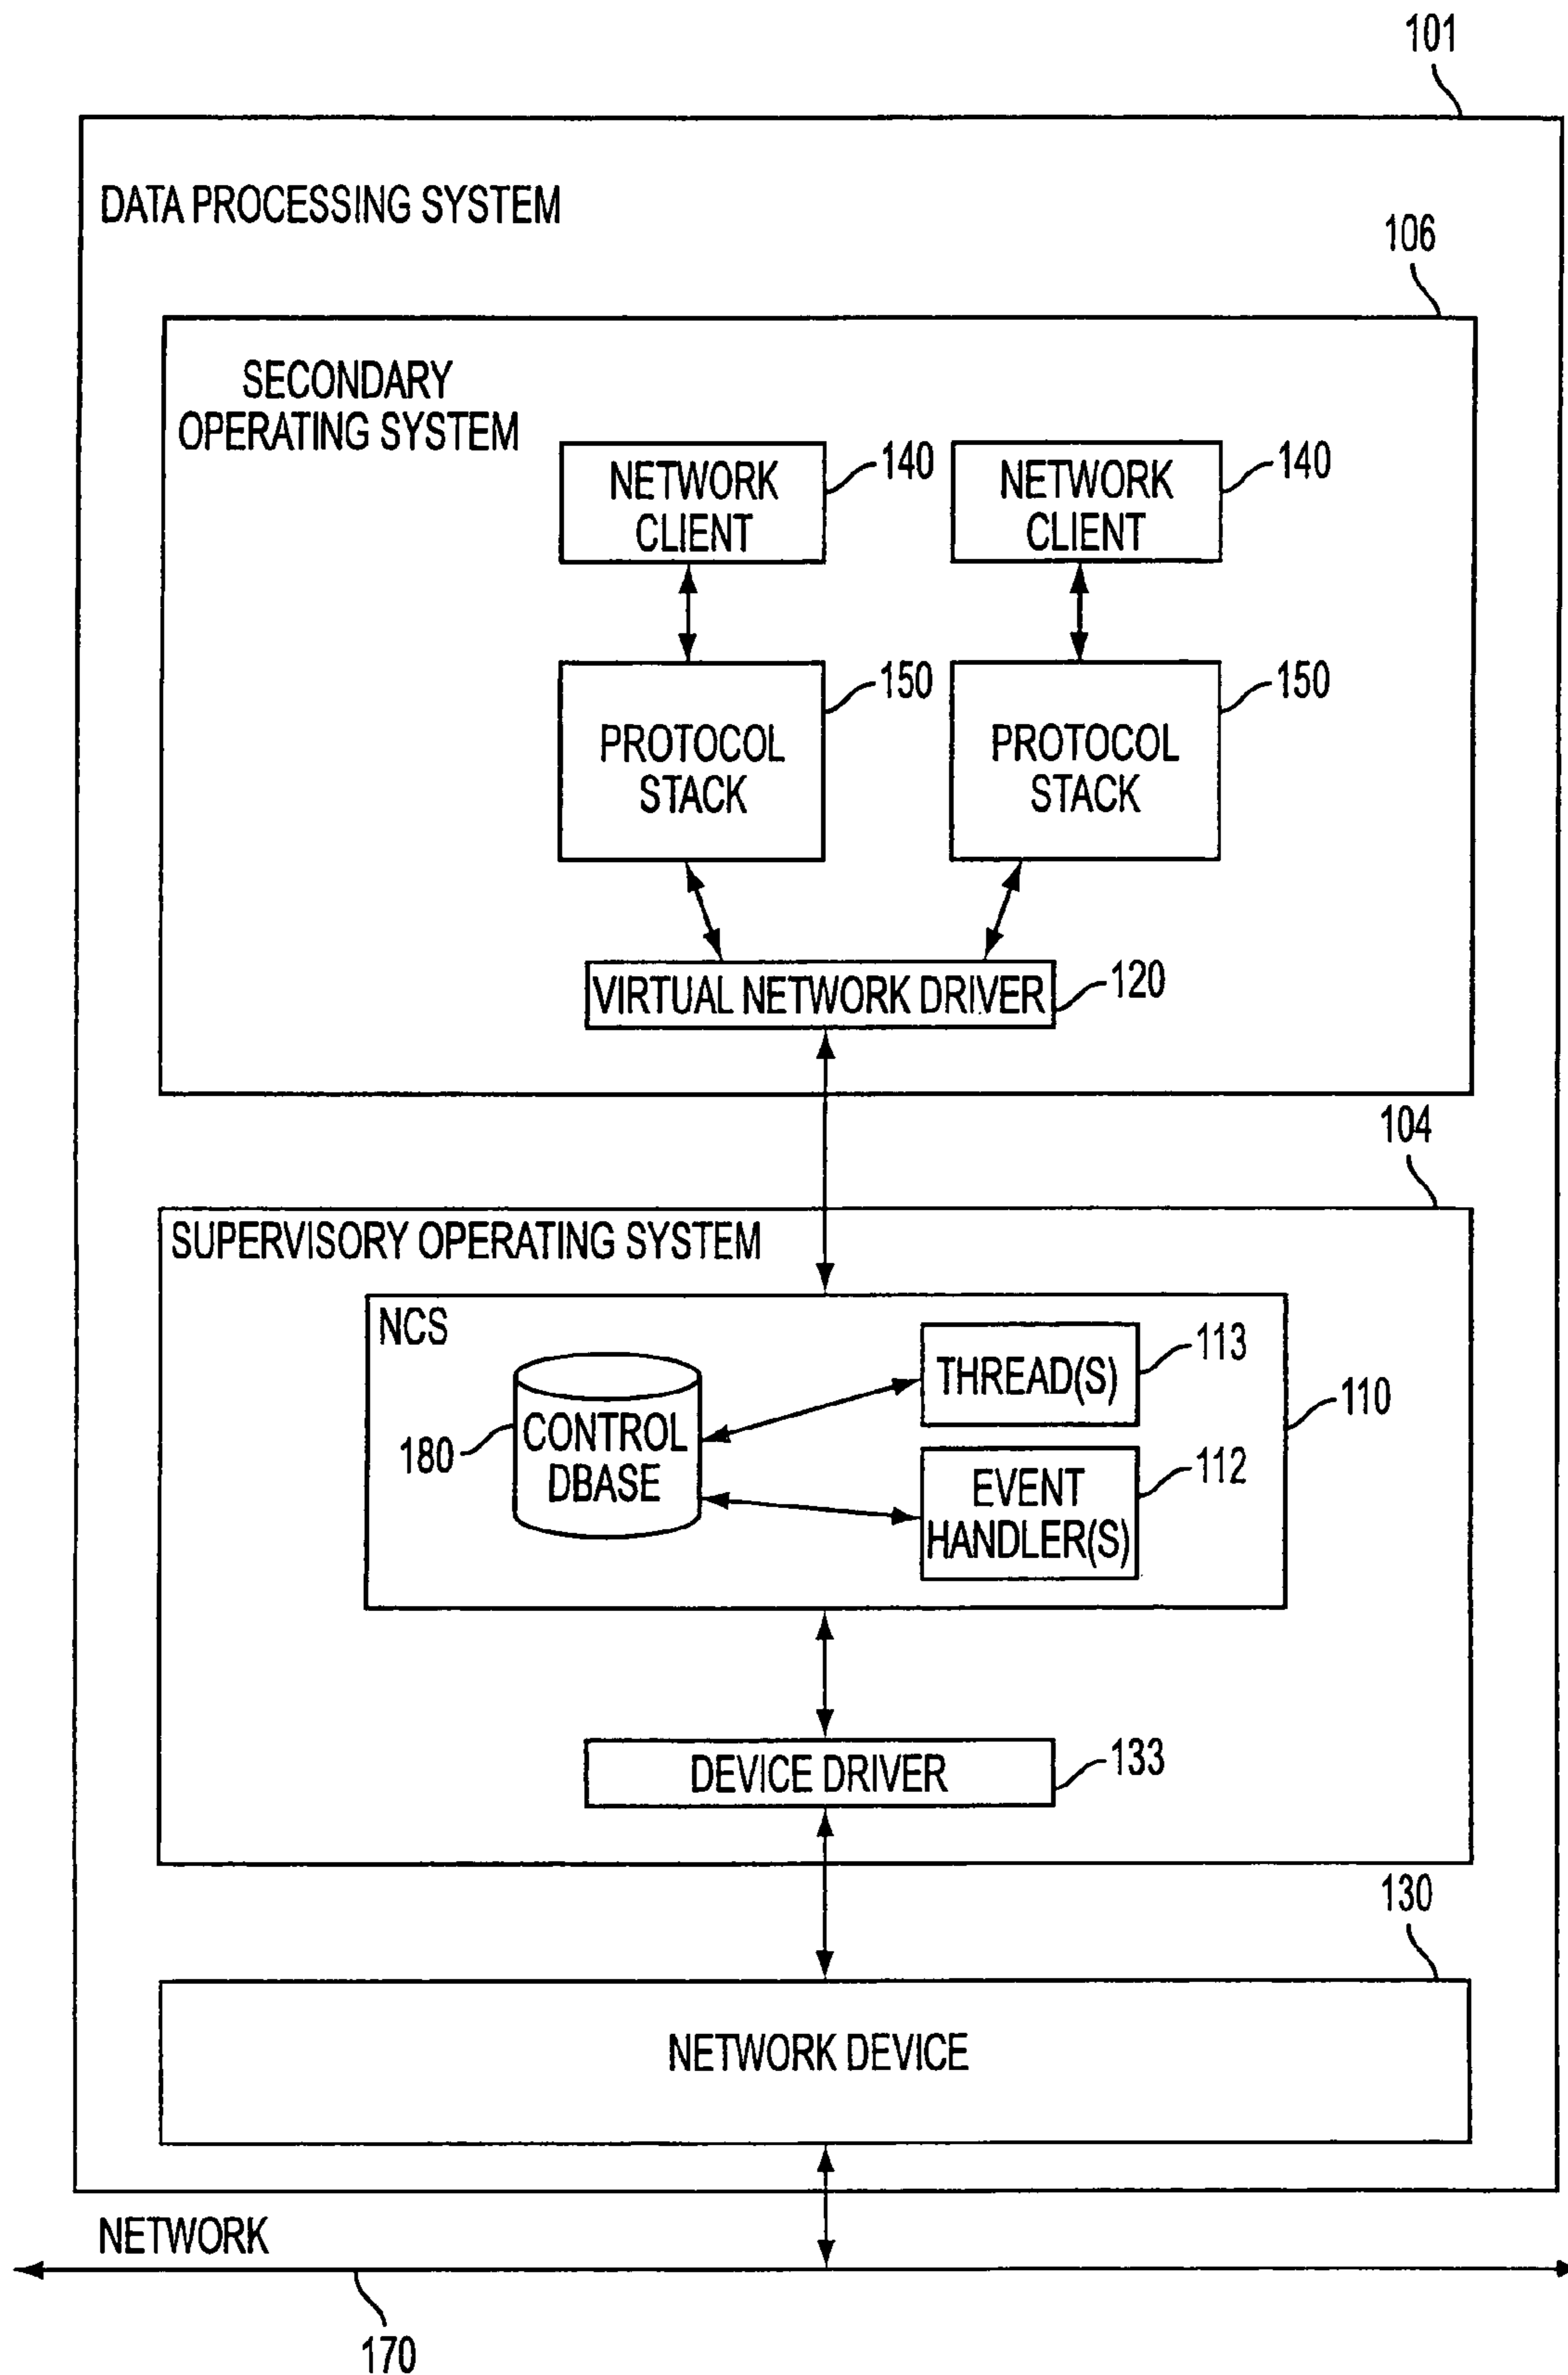 101
DATA PROCESSING SYSTEM
106
SECONDARY
OPERATING SYSTEM
NETWORK
CLIENT
140
NETWORK
CLIENT
140
PROTOCOL
STACK
150
PROTOCOL
STACK
150
VIRTUAL NETWORK DRIVER
120
104
SUPERVISORY OPERATING SYSTEM
NCS
THREAD(S)
113
110
CONTROL
DBASE
180
EVENT
HANDLER(S)
112
DEVICE DRIVER
133
130
NETWORK DEVICE
NETWORK
170